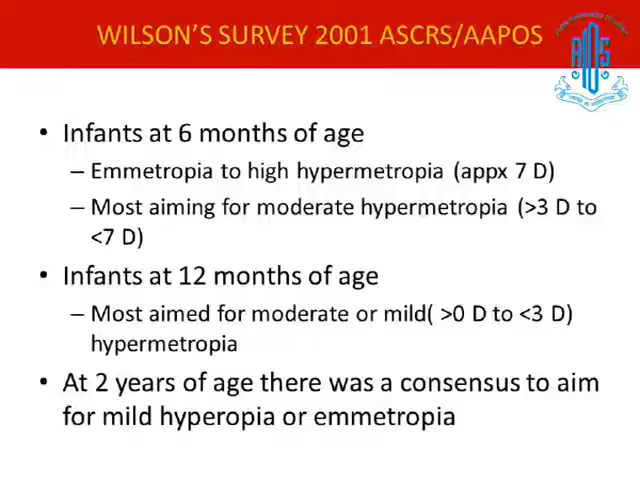 WILSON'S SURVEY 2001 ASCRS/AAPOS
• Infants at 6 months of age
– Emmetropia to high hypermetropia (appx 7 D)
– Most aiming for moderate hypermetropia (>3 D to
<7 D)
• Infants at 12 months of age
– Most aimed for moderate or mild( >0 D to <3 D)
hypermetropia
• At 2 years of age there was a consensus to aim
for mild hyperopia or emmetropia